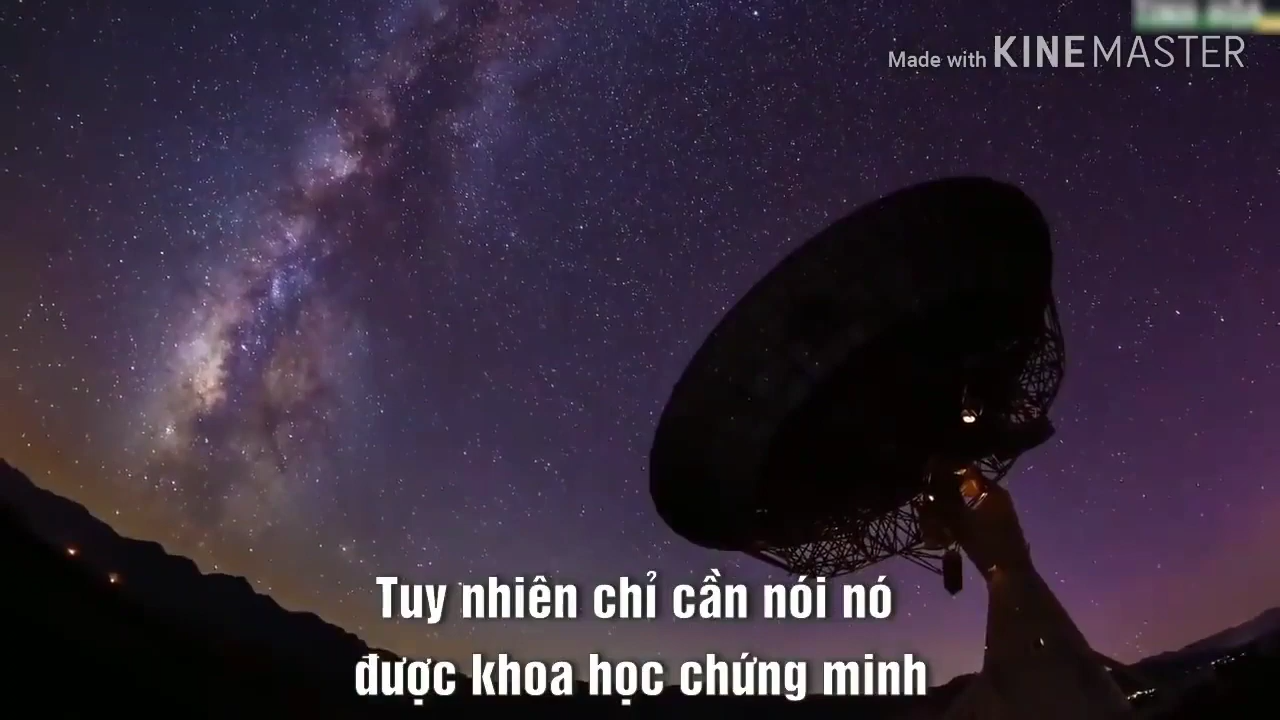 Made with KINEMASTER
Tuy nhiên chỉ cần nói nó
được khoa học chứng minh